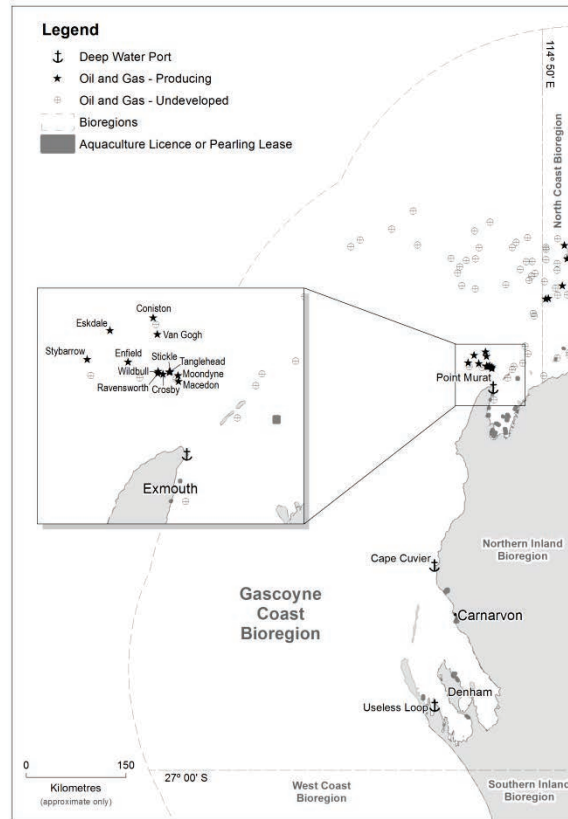 Legend
Deep Water Port
Oil and Gas - Producing
Oil and Gas - Undeveloped
Bioregions
Aquaculture Licence or Pearling Lease
114° 50' E
North Coast Bioregion
Coniston
Eskdale
Van Gogh
Stybarrow
Enfield
Stickle
Tanglehead
Wildbull
Moondyne
Ravensworth
Crosby
Macedon
Exmouth
Point Murat
Northern Inland
Bioregion
Cape Cuvier
Gascoyne
Coast
Bioregion
Carnarvon
Denham
Useless Loop
0
150
Kilometres
(approximate only)
27° 00' S
West Coast
Bioregion
Southern Inland
Bioregion